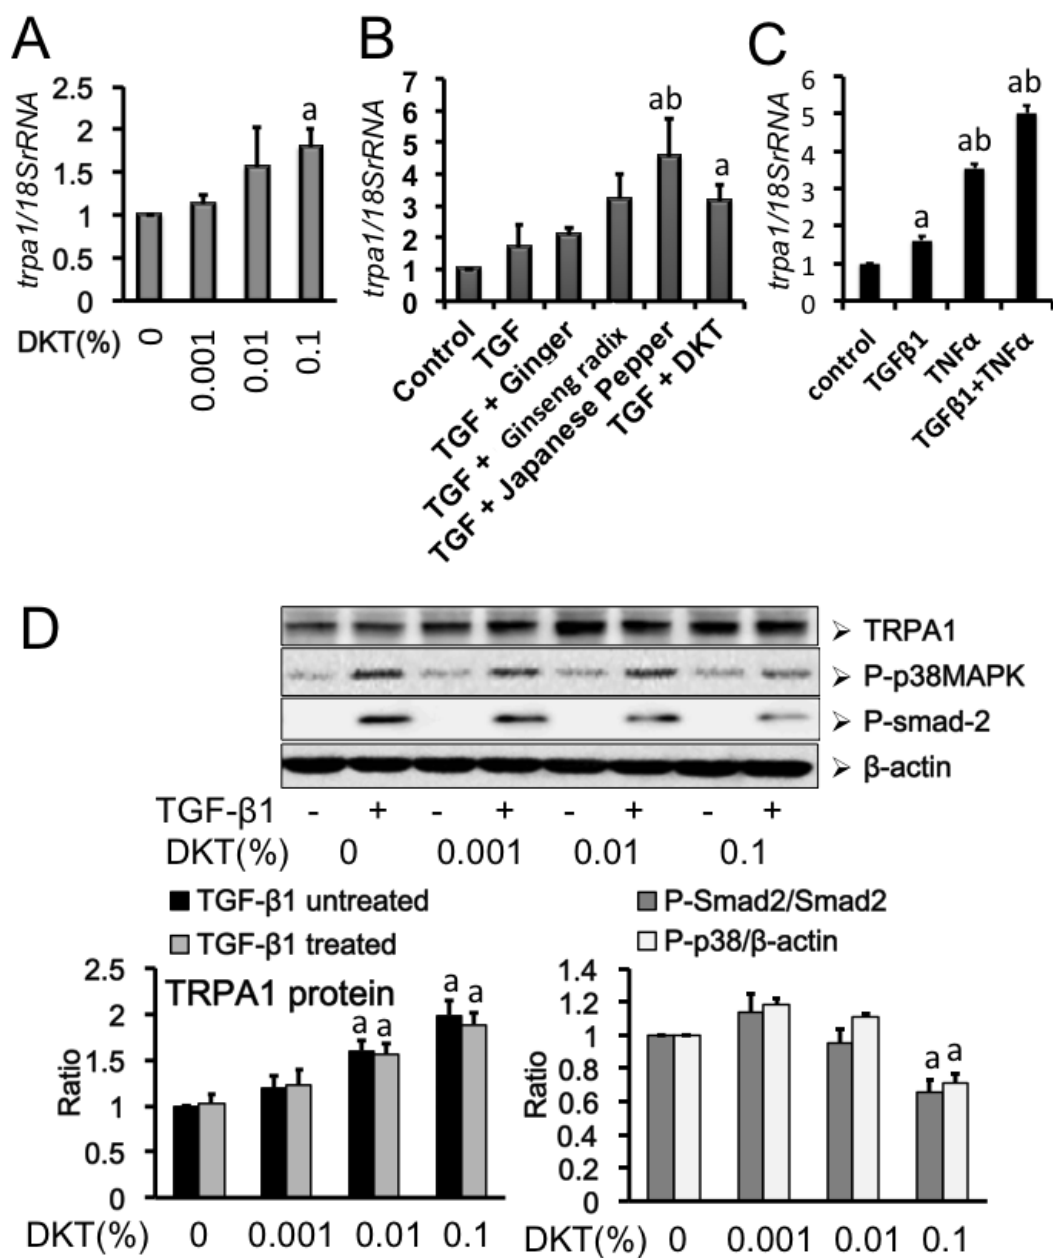 A
trpa1/18SrRNA
2.5
2
1.5
1
0.5
0
a
DKT(%)
0
0.001
0.01
0.1
B
trpa1/18SrRNA
7
6
5
4
3
2
1
0
ab
a
Control
TGF
TGF + Ginger
TGF + Ginseng radix
TGF + Japanese Pepper
TGF + DKT
C
trpa1/18SrRNA
6
5
4
3
2
1
0
a
ab
ab
control
TGFβ1
TNFα
TGFβ1+TNFα
D
TRPA1
P-p38MAPK
P-smad-2
β-actin
TGF-β1 - + - + - + - +
DKT(%) 0 0.001 0.01 0.1
TGF-β1 untreated
TGF-β1 treated
TRPA1 protein
Ratio
2.5
2
1.5
1
0.5
0
a a
a a
DKT(%) 0 0.001 0.01 0.1
P-Smad2/Smad2
P-p38/β-actin
Ratio
1.4
1.2
1
0.8
0.6
0.4
0.2
0
a a
DKT(%) 0 0.001 0.01 0.1